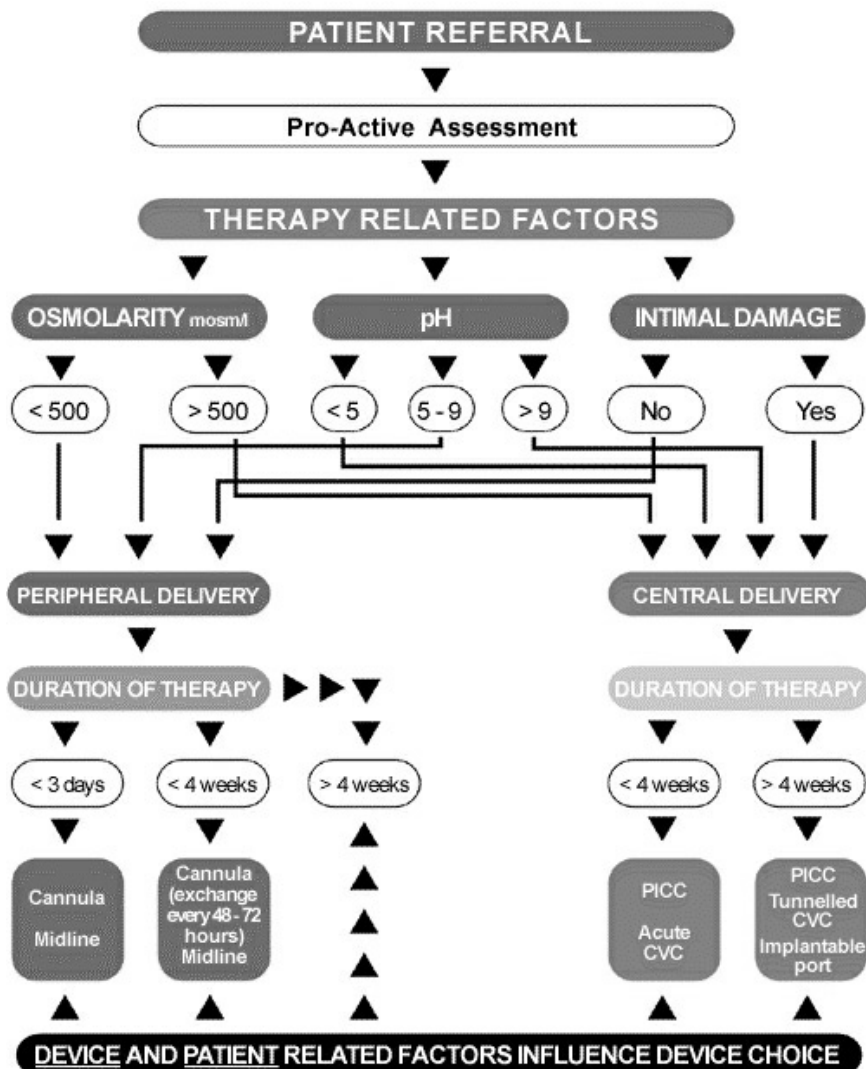 PATIENT REFERRAL
Pro-Active Assessment
THERAPY RELATED FACTORS
OSMOLARITY mosm/l
pH
INTIMAL DAMAGE
< 500
> 500
< 5
5 - 9
> 9
No
Yes
PERIPHERAL DELIVERY
CENTRAL DELIVERY
DURATION OF THERAPY
DURATION OF THERAPY
< 3 days
< 4 weeks
> 4 weeks
< 4 weeks
> 4 weeks
Cannula
Midline
Cannula
(exchange
every 48 - 72
hours)
Midline
PICC
Acute
CVC
PICC
Tunnelled
CVC
Implantable
port
DEVICE AND PATIENT RELATED FACTORS INFLUENCE DEVICE CHOICE